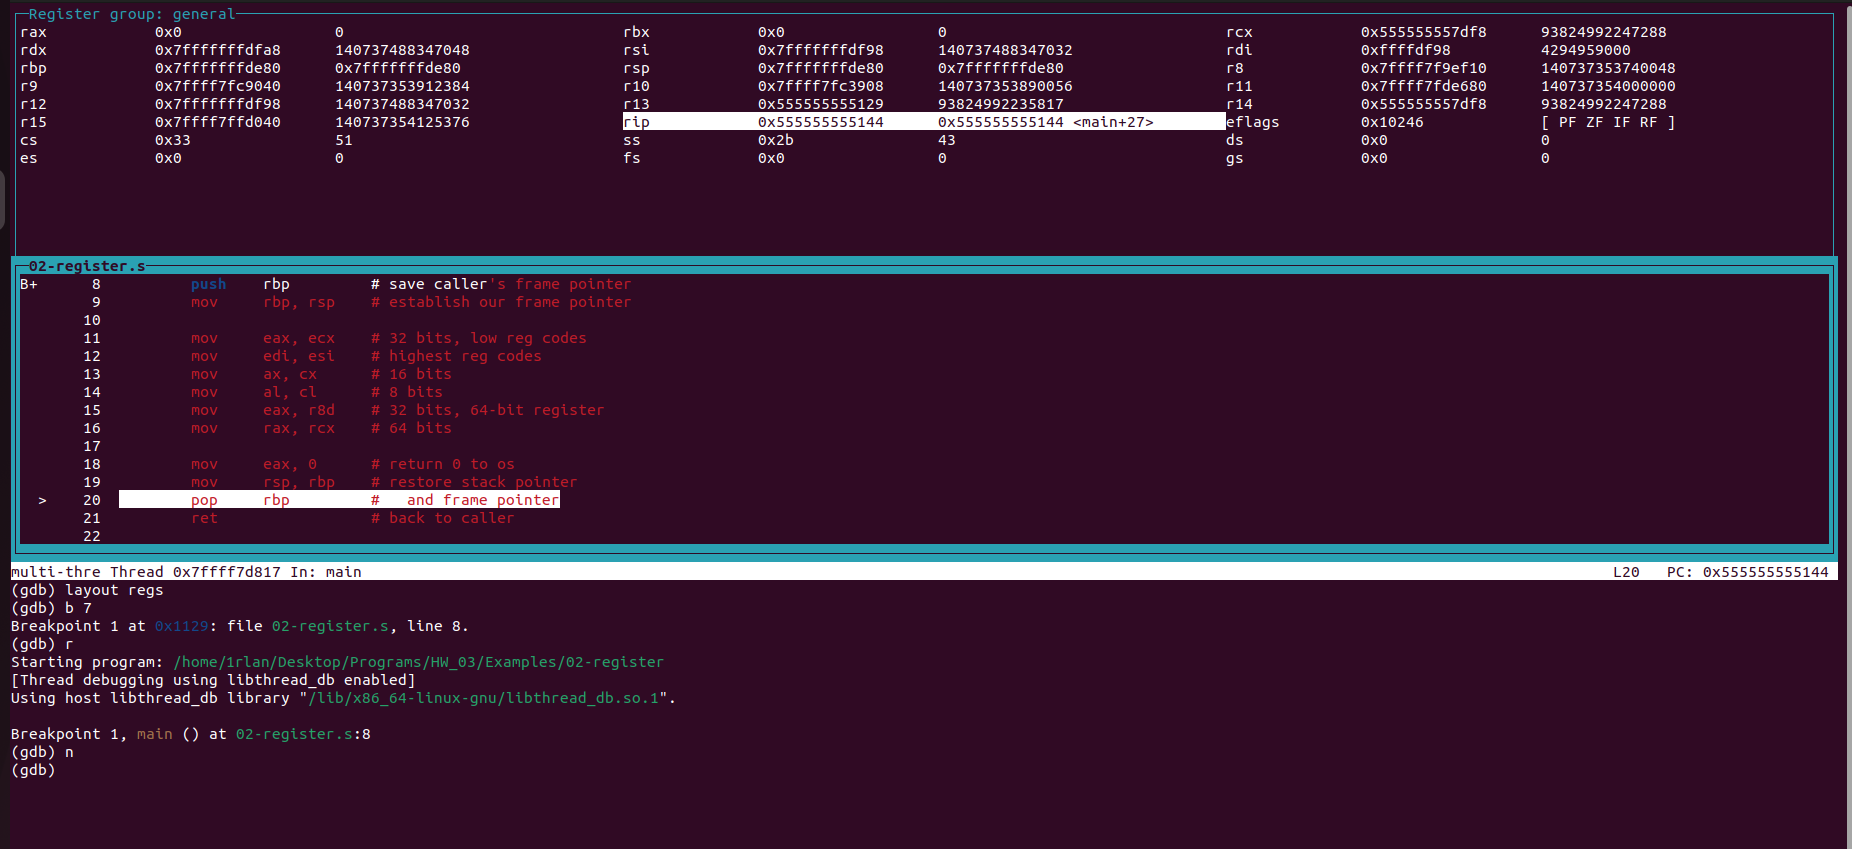 Register group: general
rax 0x0 0 rbx 0x0 0 rcx 0x555555557df8 93824992247288
rdx 0x7fffffffdfa8 140737488347048 rsi 0x7fffffffdf98 140737488347032 rdi 0xffffdf98 4294959000
rbp 0x7fffffffde80 0x7fffffffde80 rsp 0x7fffffffde80 0x7fffffffde80 r8 0x7ffff7f9ef10 140737353740048
r9 0x7ffff7fc9040 140737353912384 r10 0x7ffff7fc3908 140737353890056 r11 0x7ffff7fde680 140737354000000
r12 0x7fffffffdf98 140737488347032 r13 0x555555555129 93824992235817 r14 0x555555557df8 93824992247288
r15 0x7ffff7ffd040 140737354125376 rip 0x555555555144 0x555555555144 <main+27> eflags 0x10246 [ PF ZF IF RF ]
cs 0x33 51 ss 0x2b 43 ds 0x0 0
es 0x0 0 fs 0x0 0 gs 0x0 0
02-register.s
B+ 8 push rbp # save caller's frame pointer
9 mov rbp, rsp # establish our frame pointer
10
11 mov eax, ecx # 32 bits, low reg codes
12 mov edi, esi # highest reg codes
13 mov ax, cx # 16 bits
14 mov al, cl # 8 bits
15 mov eax, r8d # 32 bits, 64-bit register
16 mov rax, rcx # 64 bits
17
18 mov eax, 0 # return 0 to os
19 mov rsp, rbp # restore stack pointer
> 20 pop rbp # and frame pointer
21 ret # back to caller
22
multi-thre Thread 0x7ffff7d817 In: main L20 PC: 0x555555555144
(gdb) layout regs
(gdb) b 7
Breakpoint 1 at 0x1129: file 02-register.s, line 8.
(gdb) r
Starting program: /home/1rlan/Desktop/Programs/HW_03/Examples/02-register
[Thread debugging using libthread_db enabled]
Using host libthread_db library "/lib/x86_64-linux-gnu/libthread_db.so.1".
Breakpoint 1, main () at 02-register.s:8
(gdb) n
(gdb)